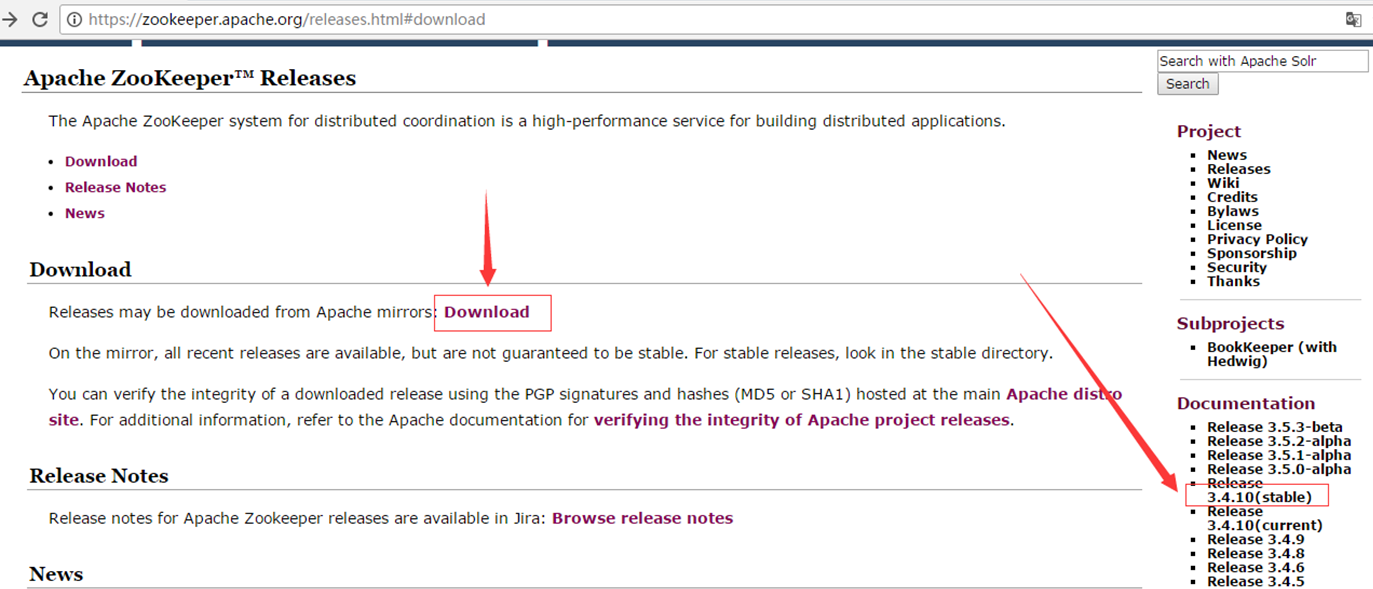 https://zookeeper.apache.org/releases.html#download
Apache ZooKeeper™ Releases
The Apache ZooKeeper system for distributed coordination is a high-performance service for building distributed applications.
Download
Release Notes
News
Download
Releases may be downloaded from Apache mirrors: Download
On the mirror, all recent releases are available, but are not guaranteed to be stable. For stable releases, look in the stable directory.
You can verify the integrity of a downloaded release using the PGP signatures and hashes (MD5 or SHA1) hosted at the main Apache distro
site. For additional information, refer to the Apache documentation for verifying the integrity of Apache project releases.
Release Notes
Release notes for Apache Zookeeper releases are available in Jira: Browse release notes
News
Search with Apache Solr
Search
Project
News
Releases
Wiki
Credits
Bylaws
License
Privacy Policy
Sponsorship
Security
Thanks
Subprojects
BookKeeper (with
Hedwig)
Documentation
Release 3.5.3-beta
Release 3.5.2-alpha
Release 3.5.1-alpha
Release 3.5.0-alpha
Release
3.4.10(stable)
Release
3.4.10(current)
Release 3.4.9
Release 3.4.8
Release 3.4.6
Release 3.4.5